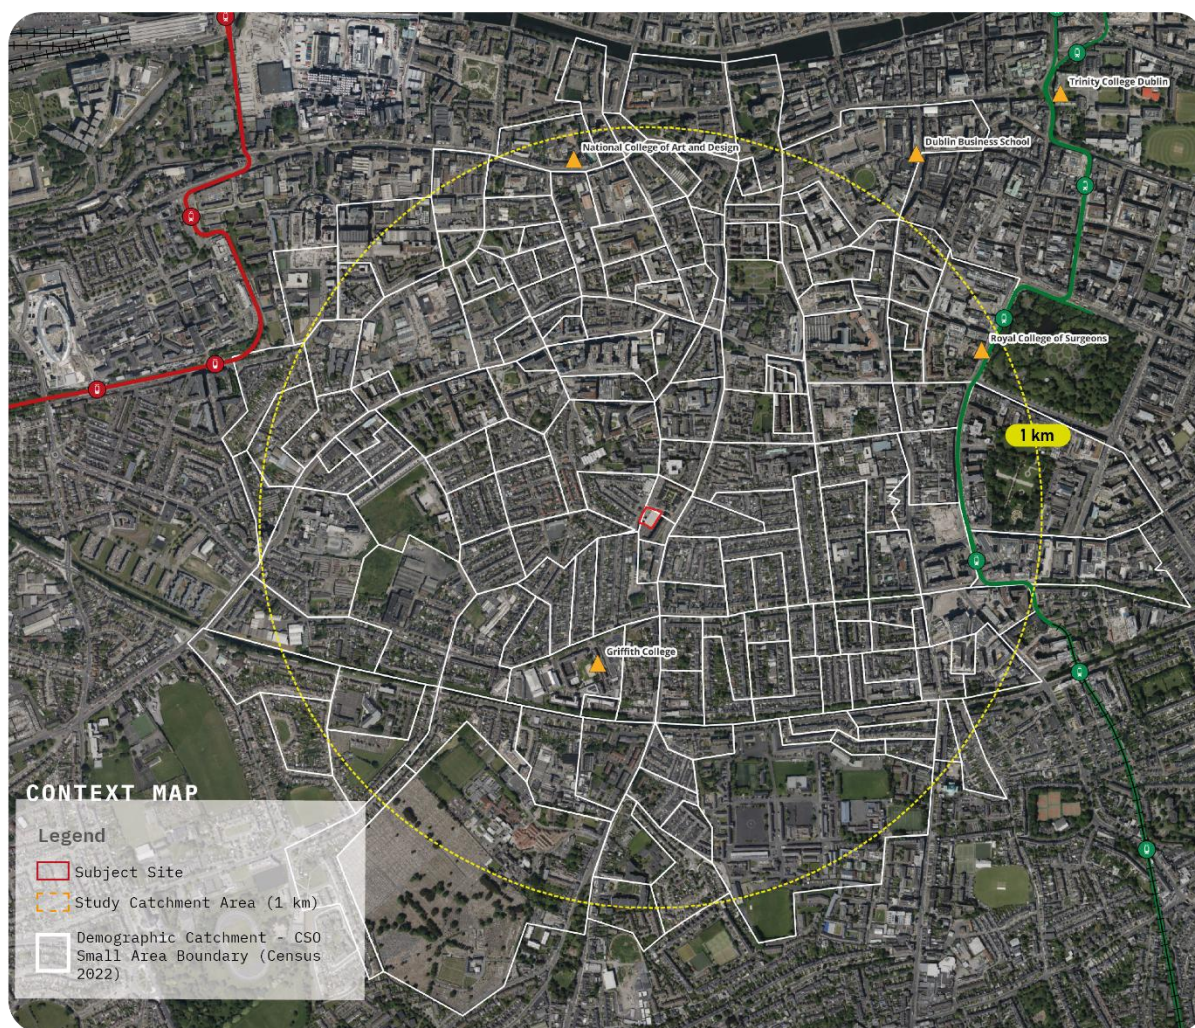 Trinity College Dublin
Dublin Business School
National College of Art and Design
Royal College of Surgeons
1 km
Griffith College
CONTEXT MAP
Legend
Subject Site
Study Catchment Area (1 km)
Demographic Catchment - CSO
Small Area Boundary (Census
2022)